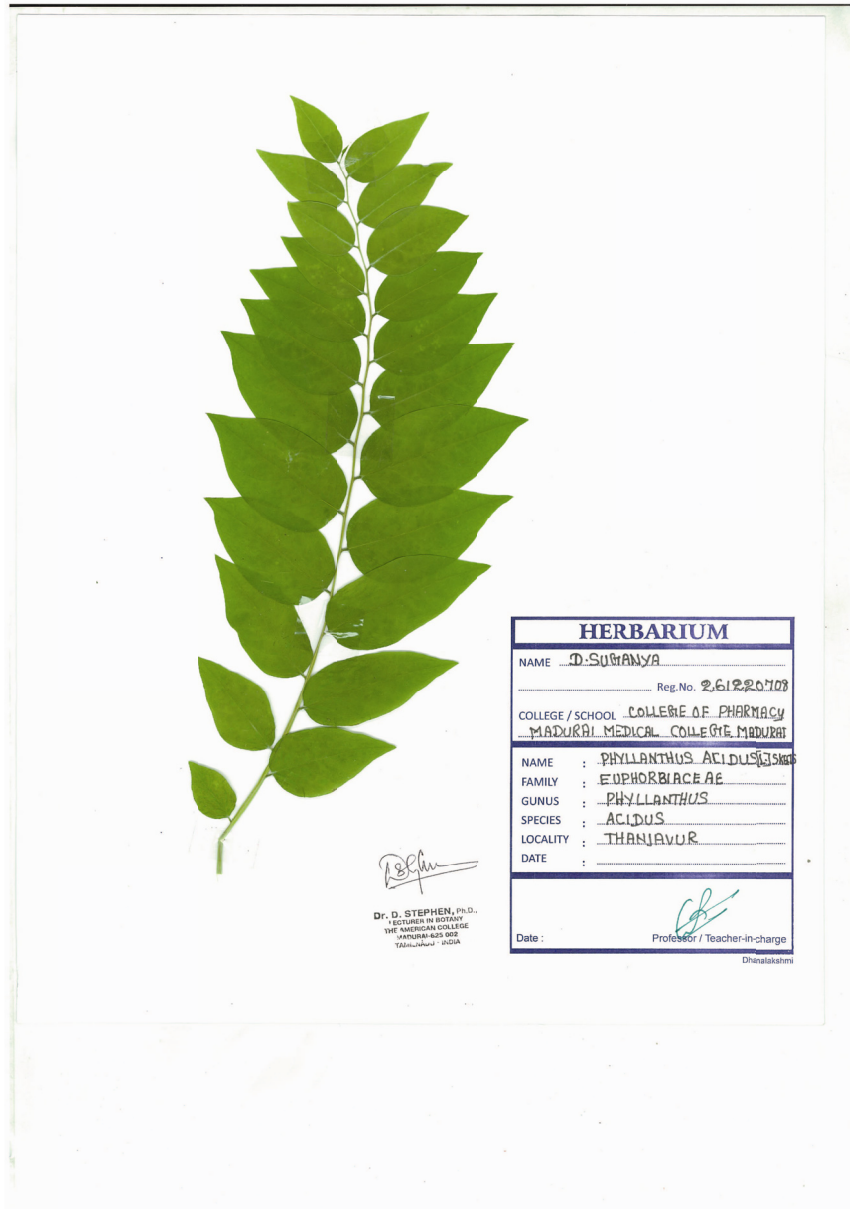 HERBARIUM
NAME D. SUGANYA
Reg.No. 261220708
COLLEGE / SCHOOL COLLEGE OF PHARMACY
MADURAI MEDICAL COLLEGE MADURAI
NAME : PHYLLANTHUS ACIDUS [L.]
FAMILY : EUPHORBIACEAE
GUNUS : PHYLLANTHUS
SPECIES : ACIDUS
LOCALITY : THANJAVUR
DATE :
Dr. D. STEPHEN, Ph.D.,
LECTURER IN BOTANY
THE AMERICAN COLLEGE
MADURAI-625 002
TAMILNADU - INDIA
Date : Professor / Teacher-in-charge
Dhanalakshmi